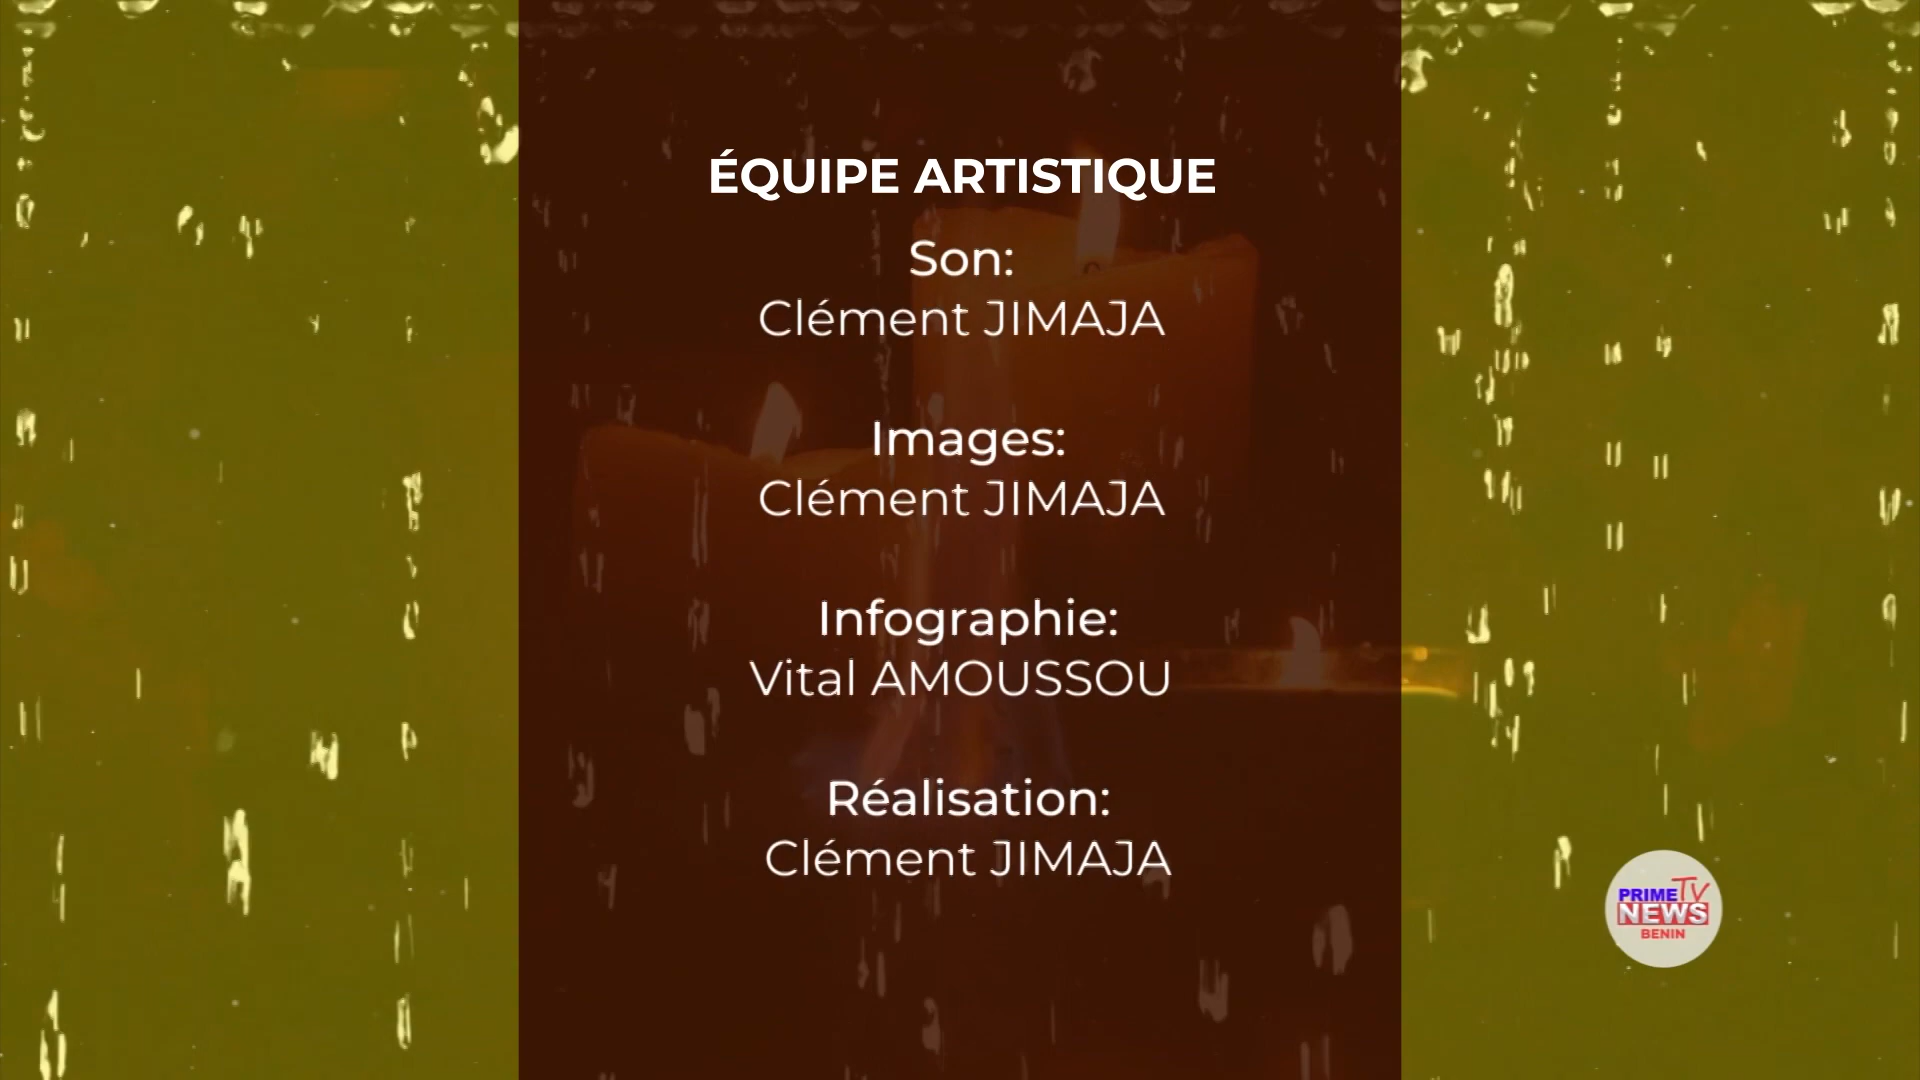 ÉQUIPE ARTISTIQUE
Son:
Clément JIMAJA
Images:
Clément JIMAJA
Infographie:
Vital AMOUSSOU
Réalisation:
Clément JIMAJA
PRIME TV
NEWS
BENIN